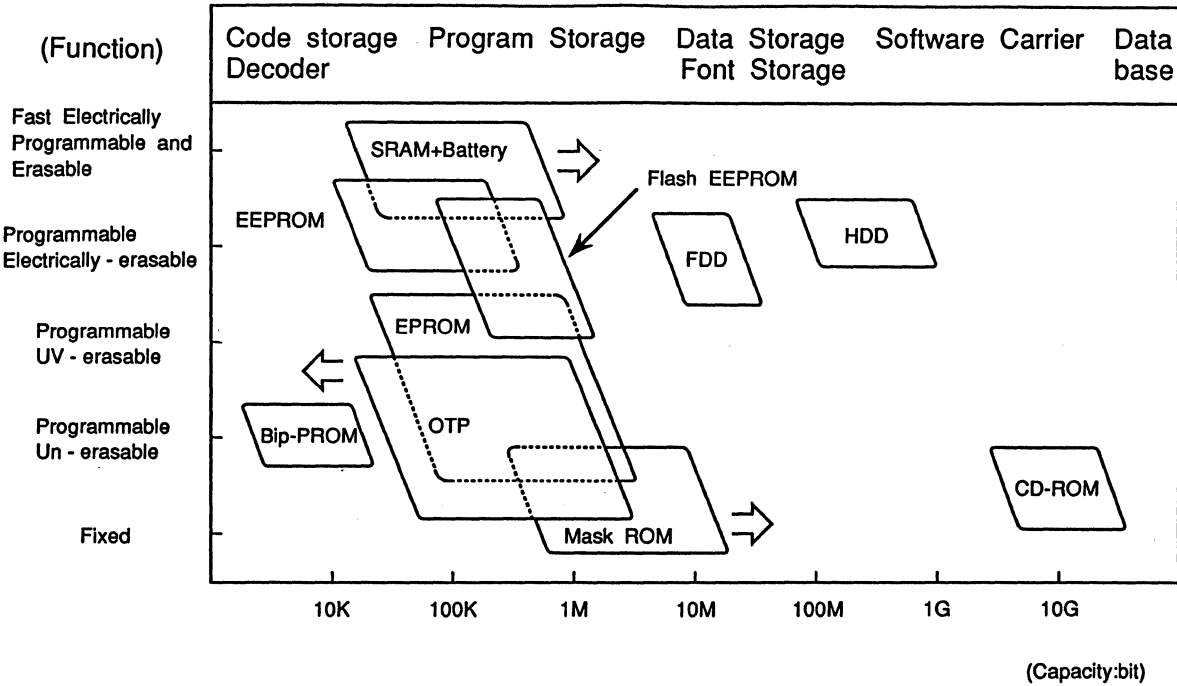 (Function)
Code storage Program Storage Data Storage Software Carrier Data
Decoder Font Storage base
Fast Electrically
Programmable and
Erasable
SRAM+Battery
Flash EEPROM
EEPROM
Programmable
Electrically - erasable
FDD
HDD
EPROM
Programmable
UV - erasable
Programmable
Un - erasable
Bip-PROM
OTP
CD-ROM
Fixed
Mask ROM
10K 100K 1M 10M 100M 1G 10G
(Capacity:bit)